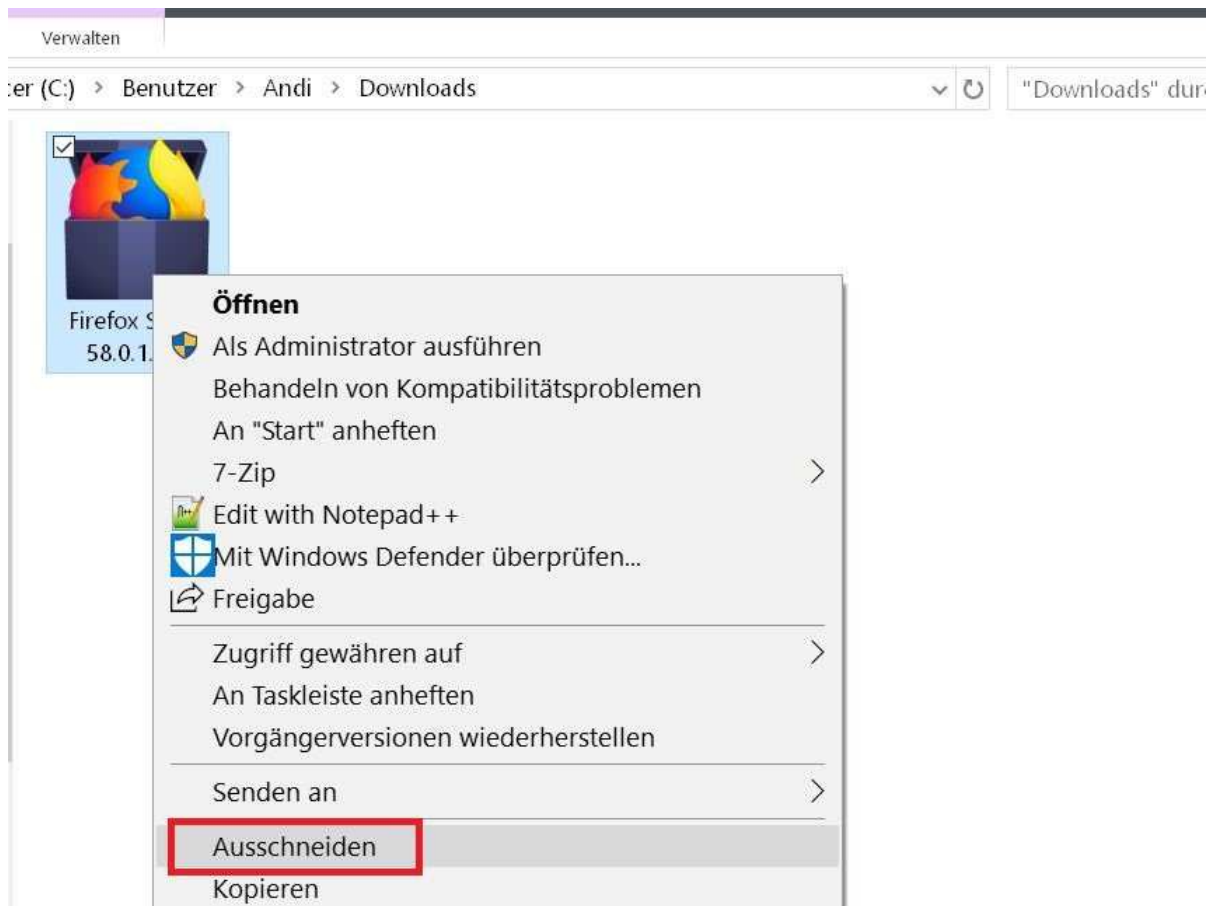 Verwalten
er (C:) > Benutzer > Andi > Downloads
"Downloads" dur
Firefox S
58.0.1.
Öffnen
Als Administrator ausführen
Behandeln von Kompatibilitätsproblemen
An "Start" anheften
7-Zip
Edit with Notepad++
Mit Windows Defender überprüfen...
Freigabe
Zugriff gewähren auf
An Taskleiste anheften
Vorgängerversionen wiederherstellen
Senden an
Ausschneiden
Kopieren